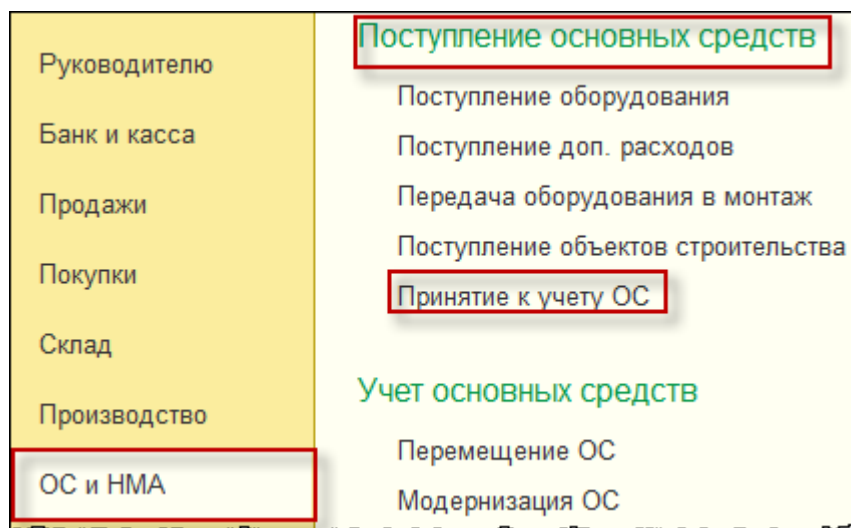 Руководителю
Банк и касса
Продажи
Покупки
Склад
Производство
ОС и НМА
Поступление основных средств
Поступление оборудования
Поступление доп. расходов
Передача оборудования в монтаж
Поступление объектов строительства
Принятие к учету ОС
Учет основных средств
Перемещение ОС
Модернизация ОС